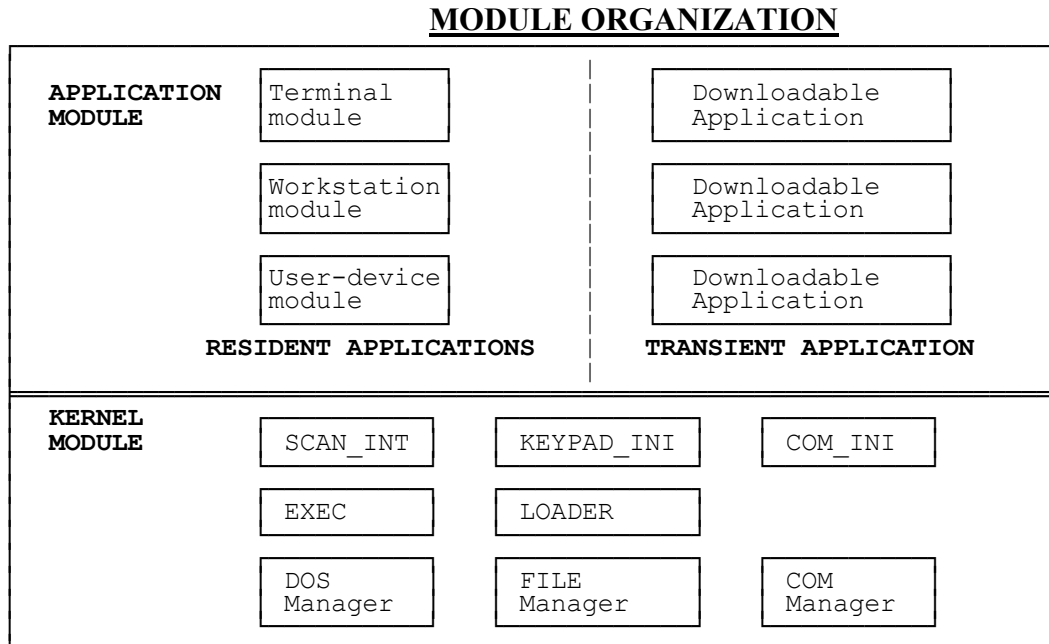 MODULE ORGANIZATION
APPLICATION MODULE
Terminal module
Downloadable Application
Workstation module
Downloadable Application
User-device module
Downloadable Application
RESIDENT APPLICATIONS
TRANSIENT APPLICATION
KERNEL MODULE
SCAN_INT
KEYPAD_INI
COM_INI
EXEC
LOADER
DOS Manager
FILE Manager
COM Manager